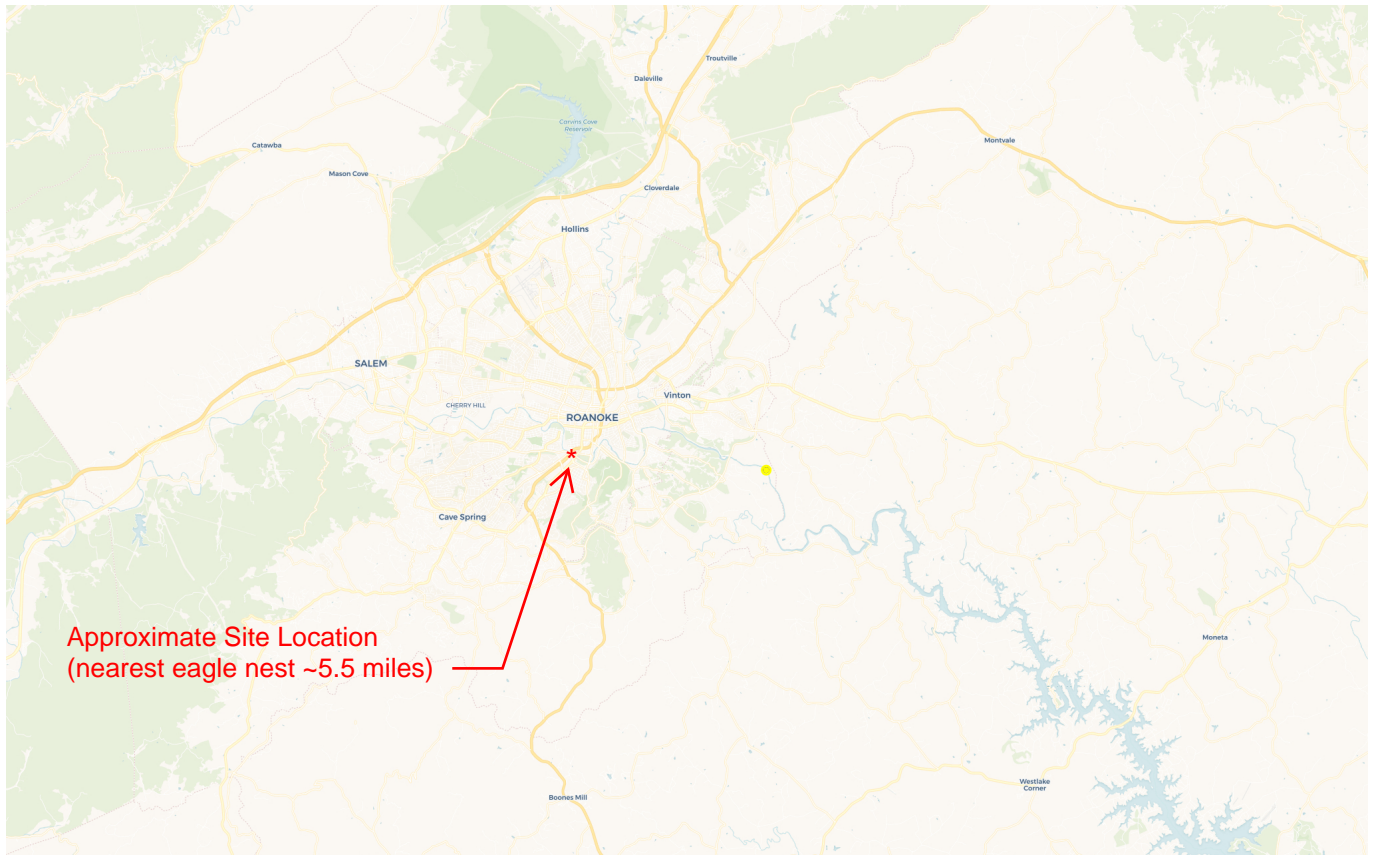 Troutville
Daleville
Carvins Cove
Reservoir
Montvale
Catawba
Mason Cove
Cloverdale
Hollins
SALEM
Vinton
CHERRY HILL
ROANOKE
*
Cave Spring
Approximate Site Location
(nearest eagle nest ~5.5 miles)
Moneta
Westlake
Corner
Boones Mill